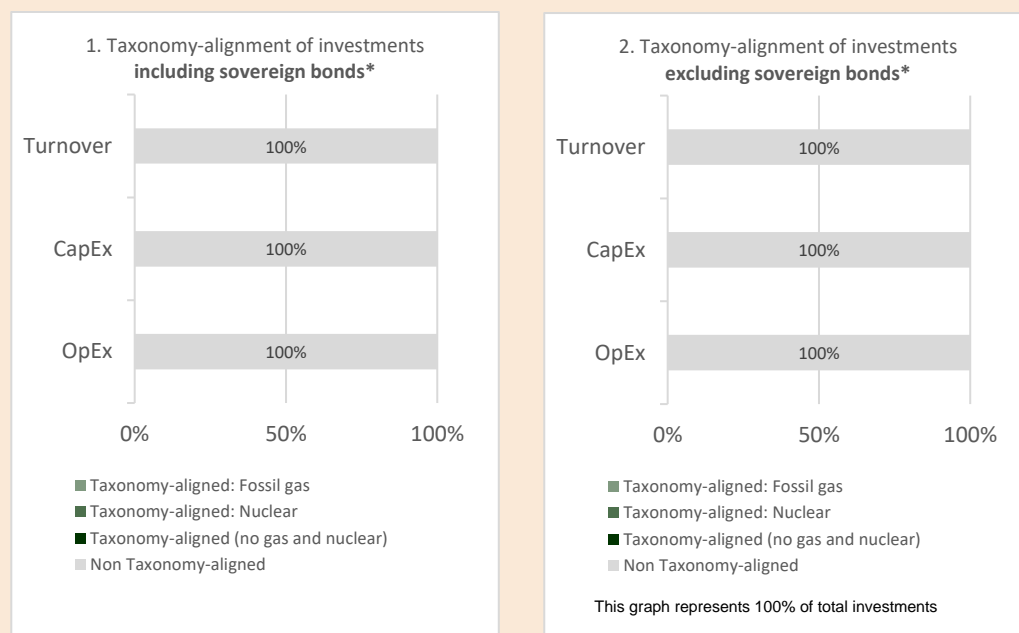 1. Taxonomy-alignment of investments
including sovereign bonds*
Turnover
100%
CapEx
100%
OpEx
100%
0% 50% 100%
Taxonomy-aligned: Fossil gas
Taxonomy-aligned: Nuclear
Taxonomy-aligned (no gas and nuclear)
Non Taxonomy-aligned
2. Taxonomy-alignment of investments
excluding sovereign bonds*
Turnover
100%
CapEx
100%
OpEx
100%
0% 50% 100%
Taxonomy-aligned: Fossil gas
Taxonomy-aligned: Nuclear
Taxonomy-aligned (no gas and nuclear)
Non Taxonomy-aligned
This graph represents 100% of total investments